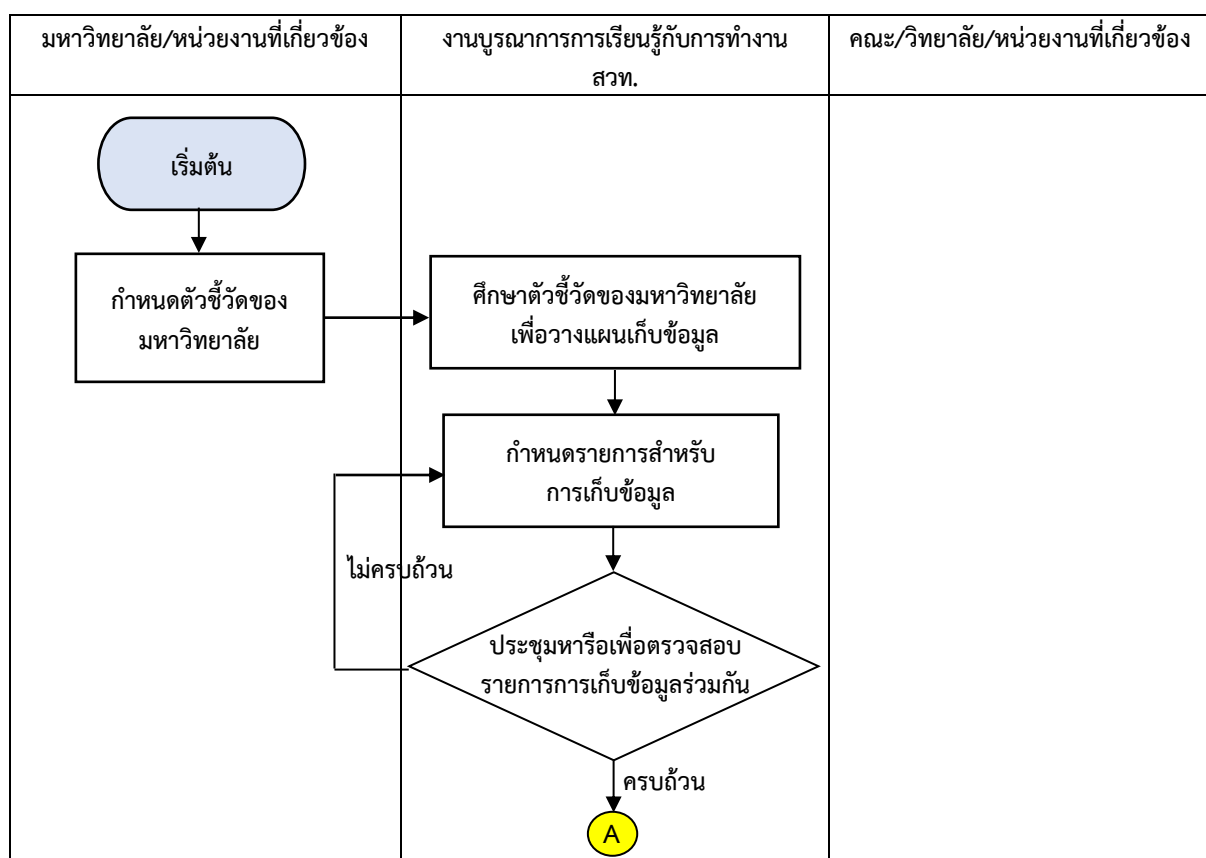 มหาวิทยาลัย/หน่วยงานที่เกี่ยวข้อง
งานบูรณาการการเรียนรู้กับการทำงาน
สวท.
คณะ/วิทยาลัย/หน่วยงานที่เกี่ยวข้อง
เริ่มต้น
กำหนดตัวชี้วัดของ
มหาวิทยาลัย
ศึกษาตัวชี้วัดของมหาวิทยาลัย
เพื่อวางแผนเก็บข้อมูล
กำหนดรายการสำหรับ
การเก็บข้อมูล
ไม่ครบถ้วน
ประชุมหารือเพื่อตรวจสอบ
รายการการเก็บข้อมูลร่วมกัน
ครบถ้วน
A